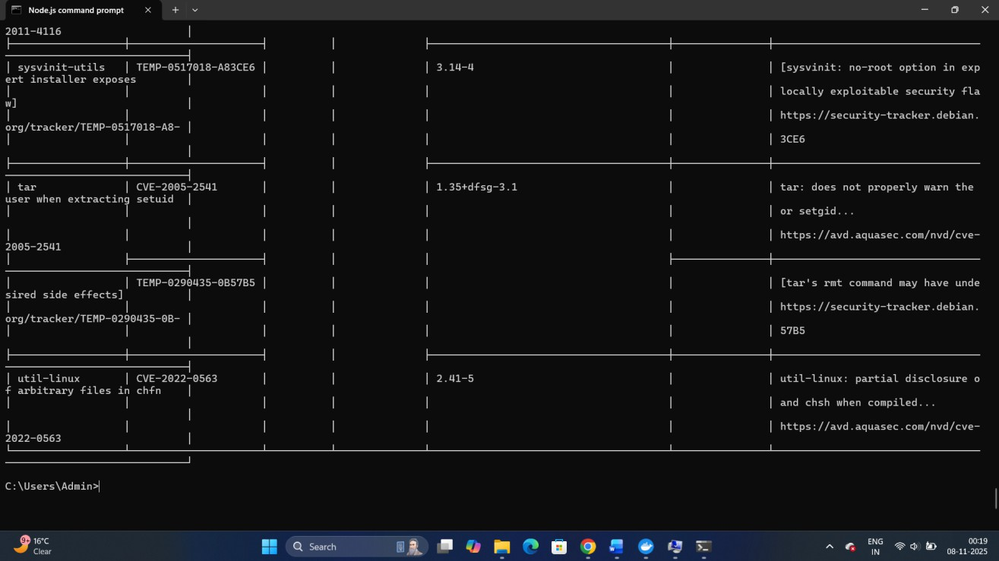 Node.js command prompt
2011-4116
sysvinit-utils TEMP-0517018-A83CE6 3.14-4 [sysvinit: no-root option in exp
ert installer exposes
locally exploitable security fla
w]
https://security-tracker.debian.
org/tracker/TEMP-0517018-A8-
3CE6
tar CVE-2005-2541 1.35+dfsg-3.1 tar: does not properly warn the
user when extracting setuid
or setgid...
https://avd.aquasec.com/nvd/cve-
2005-2541
TEMP-0290435-0B57B5 [tar's rmt command may have unde
sired side effects]
https://security-tracker.debian.
org/tracker/TEMP-0290435-0B-
57B5
util-linux CVE-2022-0563 2.41-5 util-linux: partial disclosure o
f arbitrary files in chfn
and chsh when compiled...
https://avd.aquasec.com/nvd/cve-
2022-0563
C:\Users\Admin>
9+ 16°C
Clear
Search
ENG
IN
00:19
08-11-2025